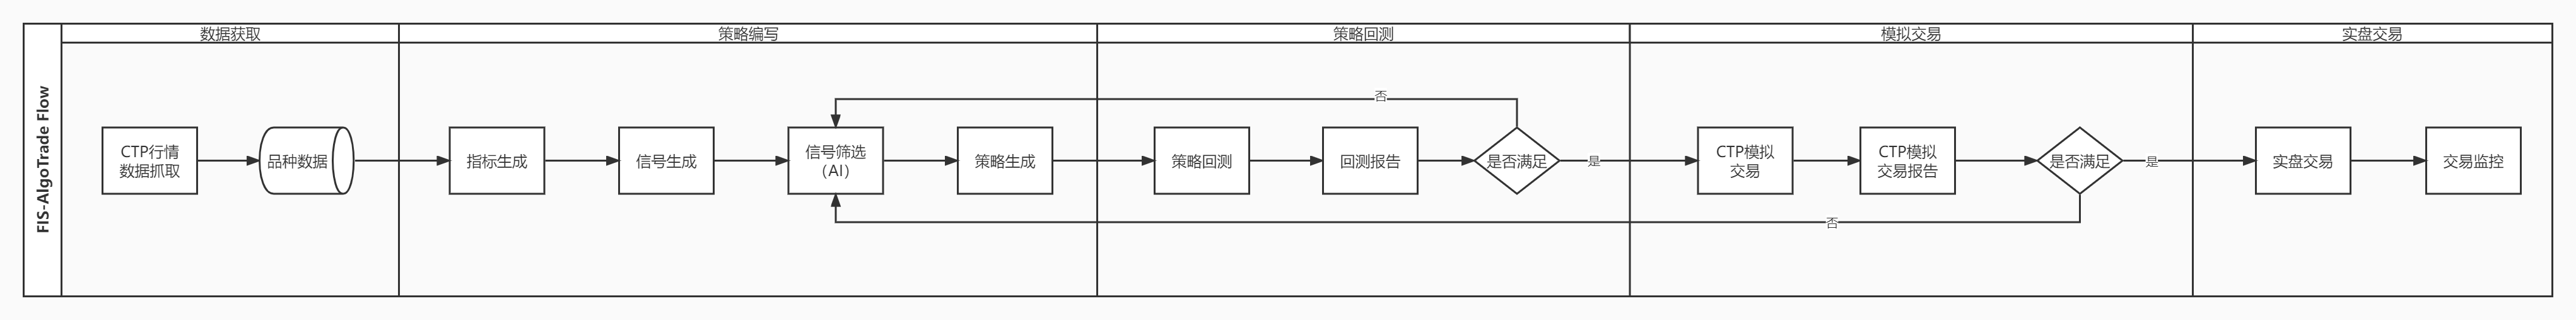 FIS-AlgoTrade Flow
数据获取
策略编写
策略回测
模拟交易
实盘交易
CTP行情
数据抓取
品种数据
指标生成
信号生成
信号筛选
（AI）
策略生成
策略回测
回测报告
是否满足
否
是
CTP模拟
交易
CTP模拟
交易报告
是否满足
否
是
实盘交易
交易监控